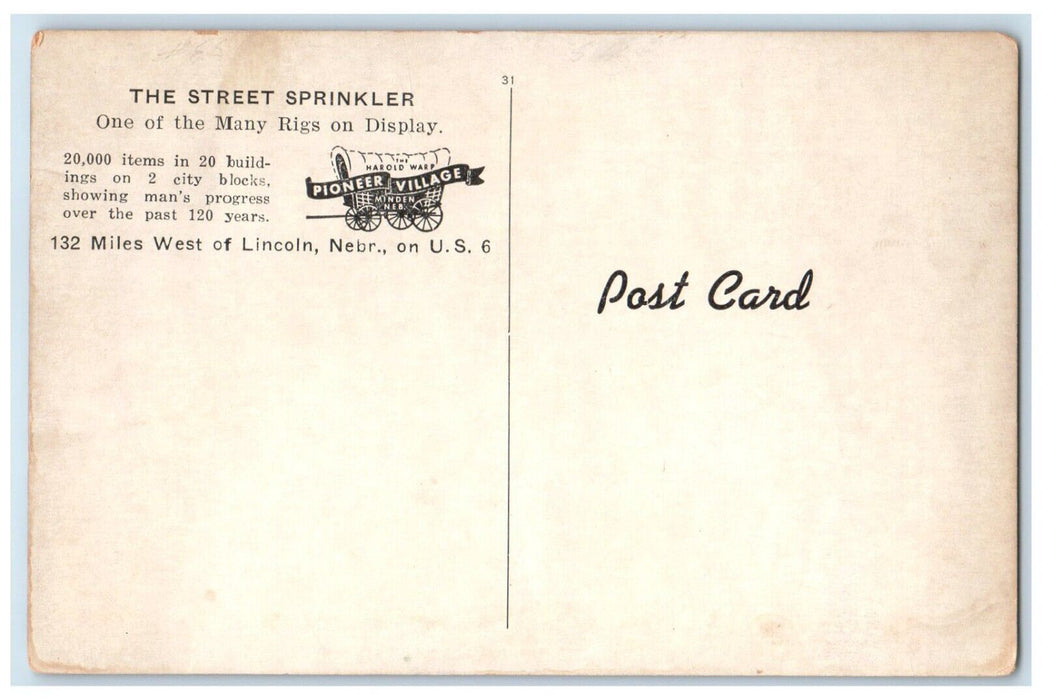 THE STREET SPRINKLER
One of the Many Rigs on Display.
20,000 items in 20 build-
ings on 2 city blocks,
showing man's progress
over the past 120 years.
THE
HAROLD WARP
PIONEER VILLAGE
MINDEN
NEB.
132 Miles West of Lincoln, Nebr., on U.S. 6
31
Post Card